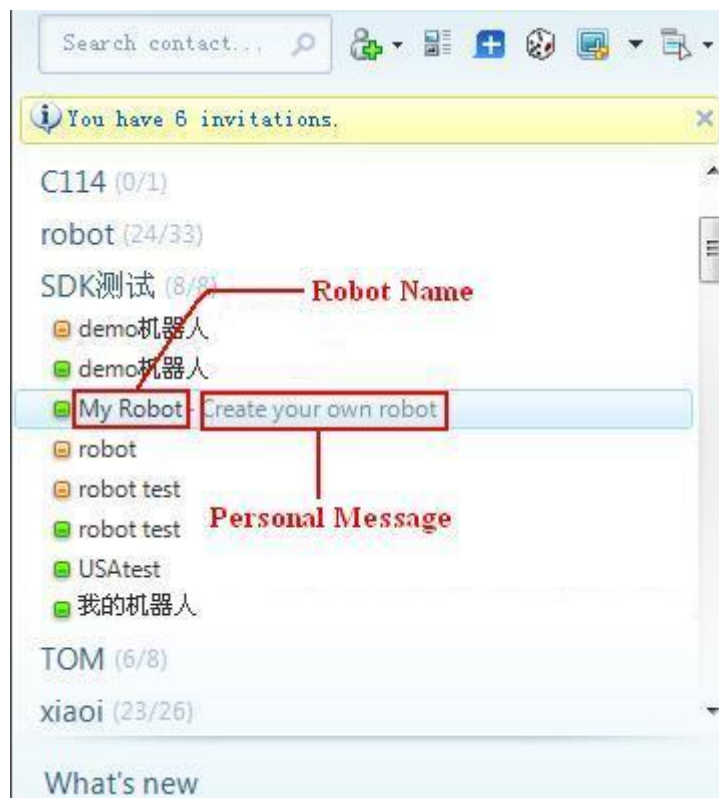 Search contact...
You have 6 invitations.
C114 (0/1)
robot (24/33)
SDK测试 (8/8)
Robot Name
demo机器人
demo机器人
My Robot - Create your own robot
robot
robot test
robot test
Personal Message
USAtest
我的机器人
TOM (6/8)
xiaoi (23/26)
What's new